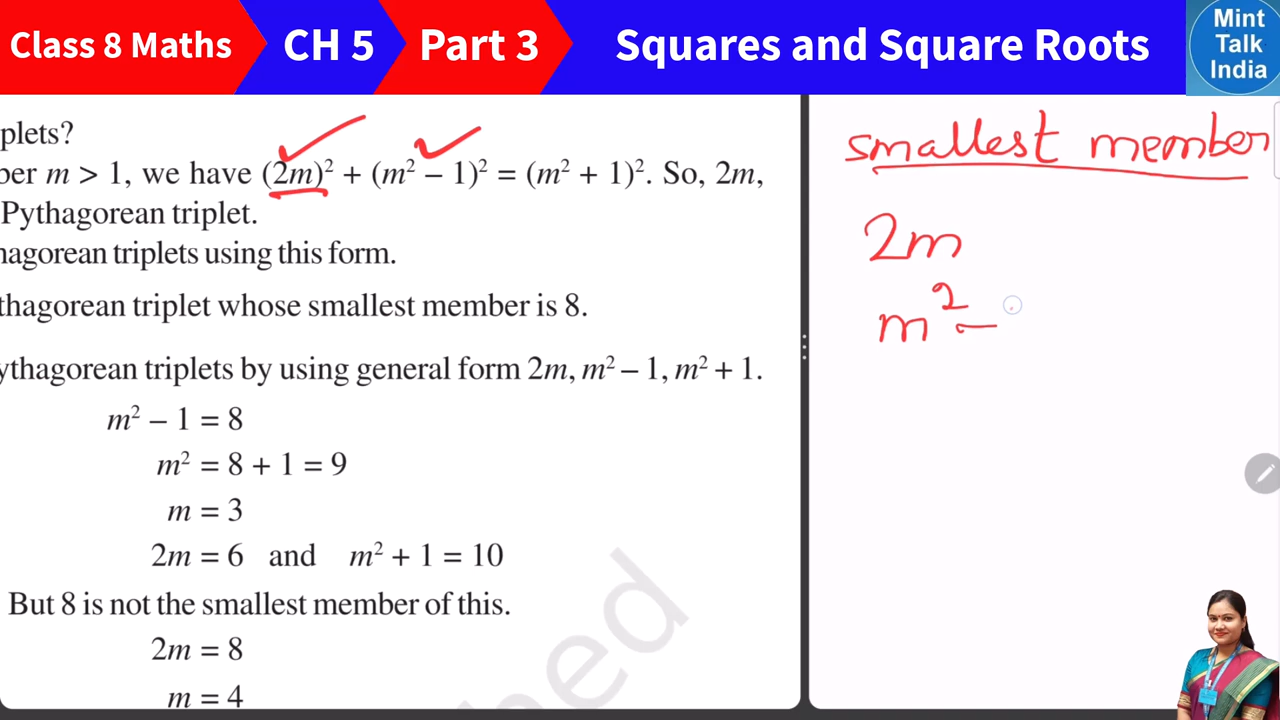 Class 8 Maths
CH 5
Part 3
Squares and Square Roots
Mint
Talk
India
plets?
ber m > 1, we have (2m)² + (m² – 1)² = (m² + 1)². So, 2m,
Pythagorean triplet.
hagorean triplets using this form.
thagorean triplet whose smallest member is 8.
ythagorean triplets by using general form 2m, m² – 1, m² + 1.
m² – 1 = 8
m² = 8 + 1 = 9
m = 3
2m = 6 and m² + 1 = 10
But 8 is not the smallest member of this.
2m = 8
m = 4
smallest member
2m
m² –